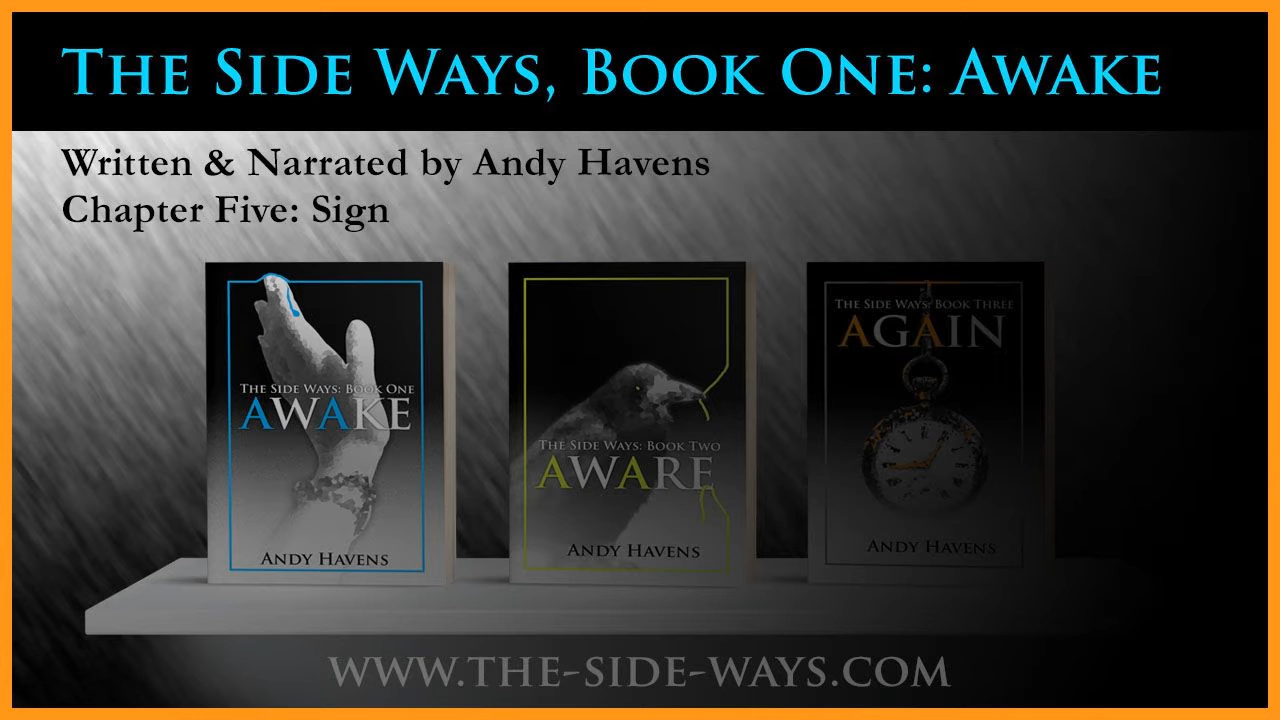 THE SIDE WAYS, BOOK ONE: AWAKE
Written & Narrated by Andy Havens
Chapter Five: Sign
THE SIDE WAYS: BOOK ONE
AWAKE
ANDY HAVENS
THE SIDE WAYS: BOOK TWO
AWARE
ANDY HAVENS
THE SIDE WAYS: BOOK THREE
AGAIN
ANDY HAVENS
WWW.THE-SIDE-WAYS.COM